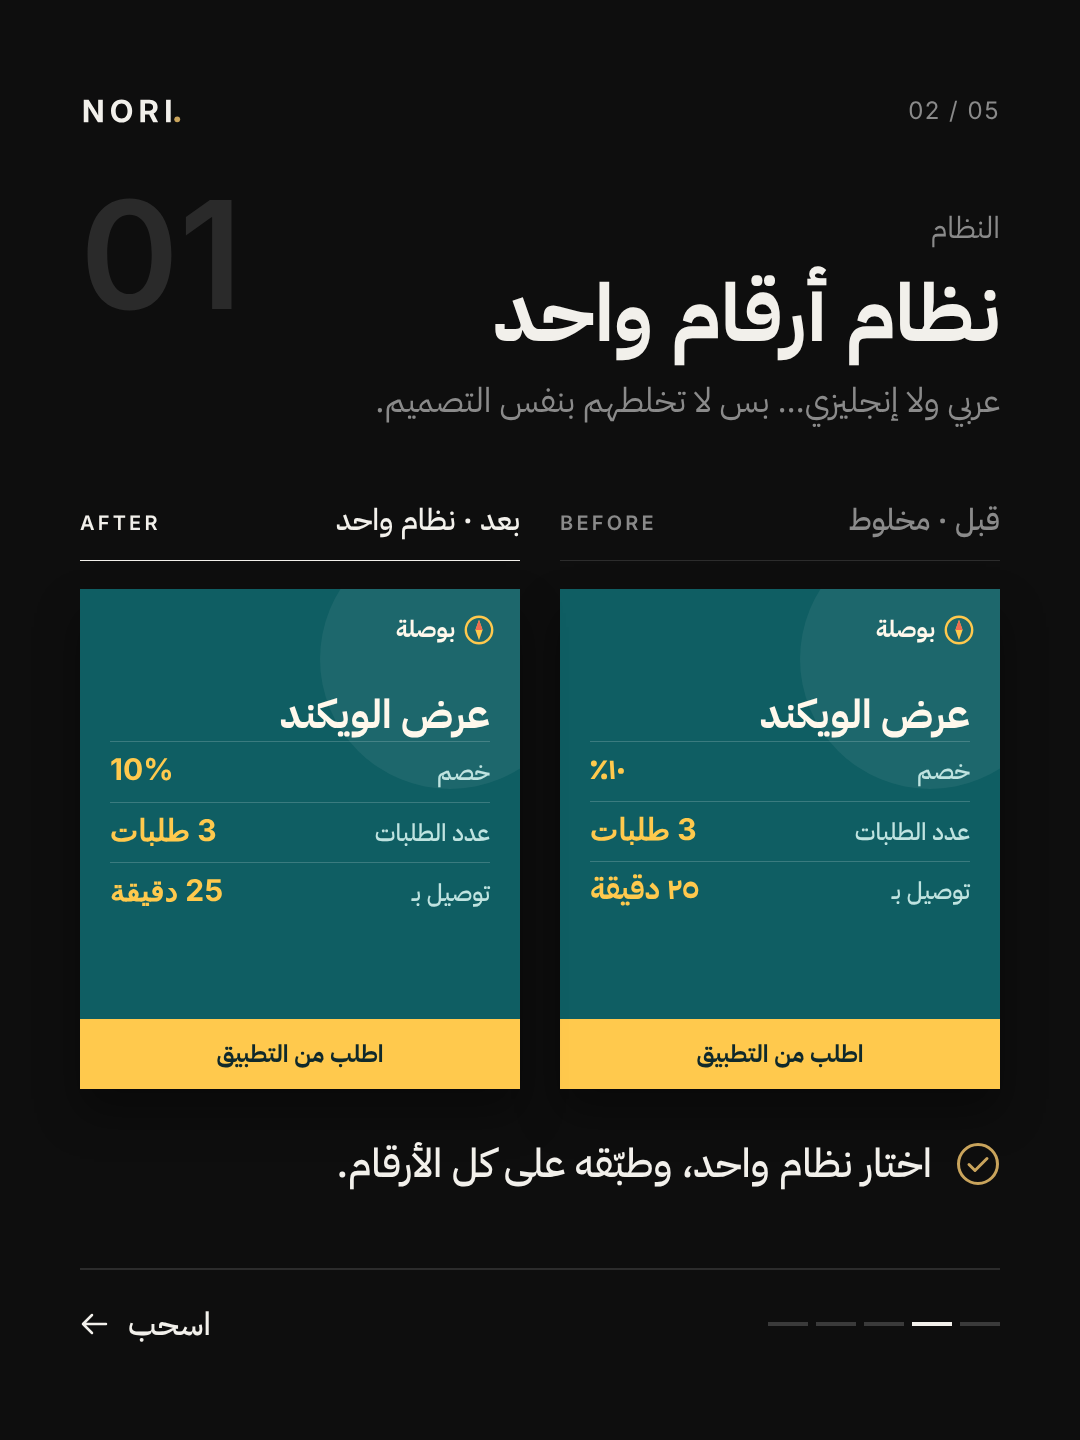 NORI.
02 / 05
01
النظام
نظام أرقام واحد
عربي ولا إنجليزي... بس لا تخلطهم بنفس التصميم.
قبل · مخلوط
BEFORE
بوصلة
عرض الويكند
خصم ١٠٪
عدد الطلبات 3 طلبات
توصيل بـ ٢٥ دقيقة
اطلب من التطبيق
بعد · نظام واحد
AFTER
بوصلة
عرض الويكند
خصم 10%
عدد الطلبات 3 طلبات
توصيل بـ 25 دقيقة
اطلب من التطبيق
اختار نظام واحد، وطبّقه على كل الأرقام.
اسحب